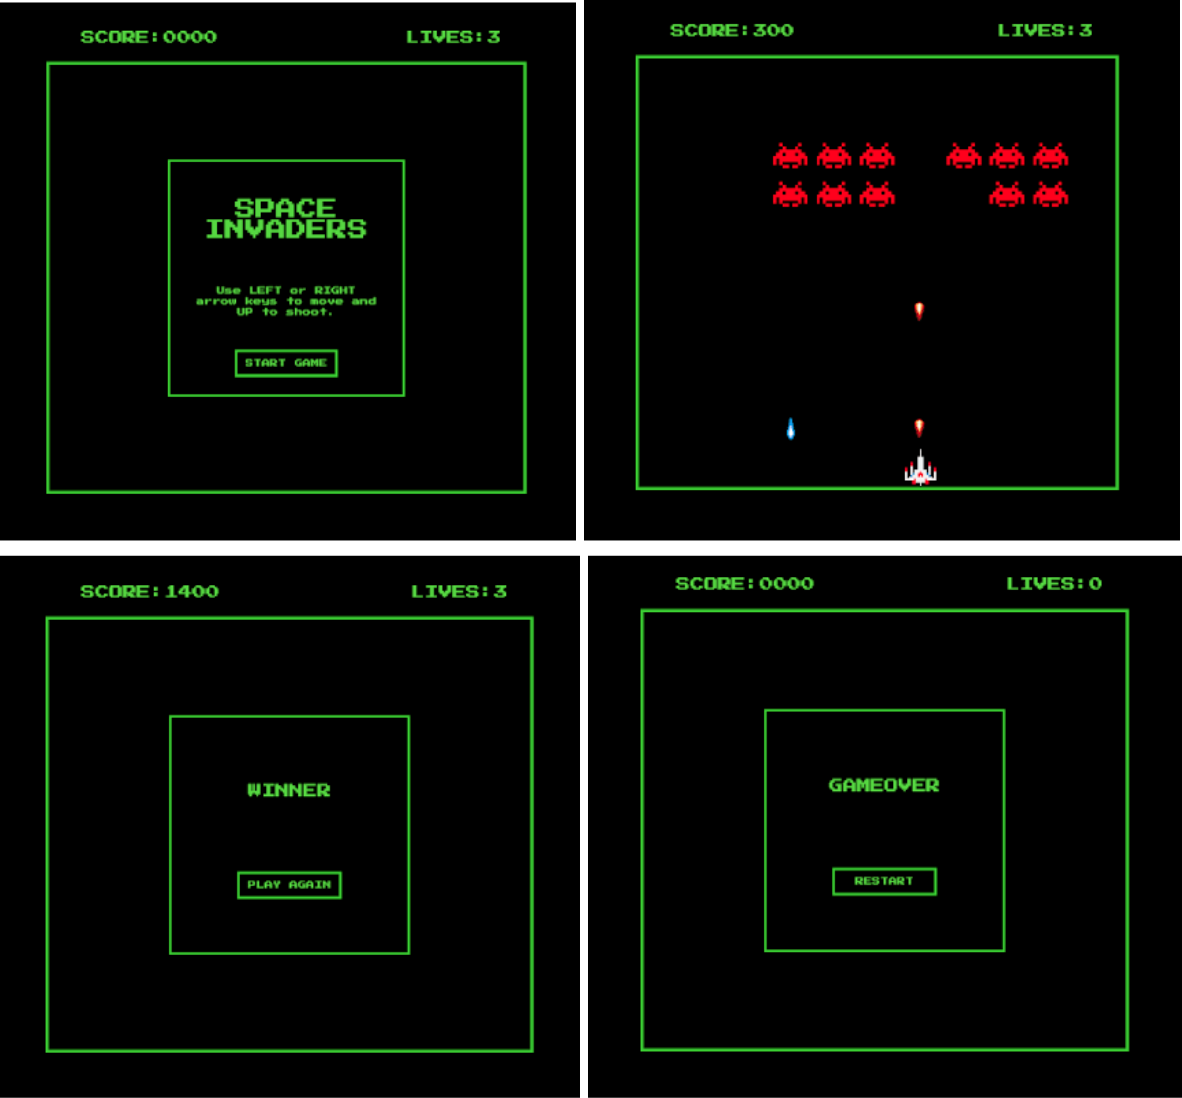 SCORE:0000
LIVES:3
SPACE
INVADERS
Use LEFT or RIGHT
arrow keys to move and
UP to shoot.
START GAME
SCORE:300
LIVES:3
SCORE:1400
LIVES:3
WINNER
PLAY AGAIN
SCORE:0000
LIVES:0
GAMEOVER
RESTART